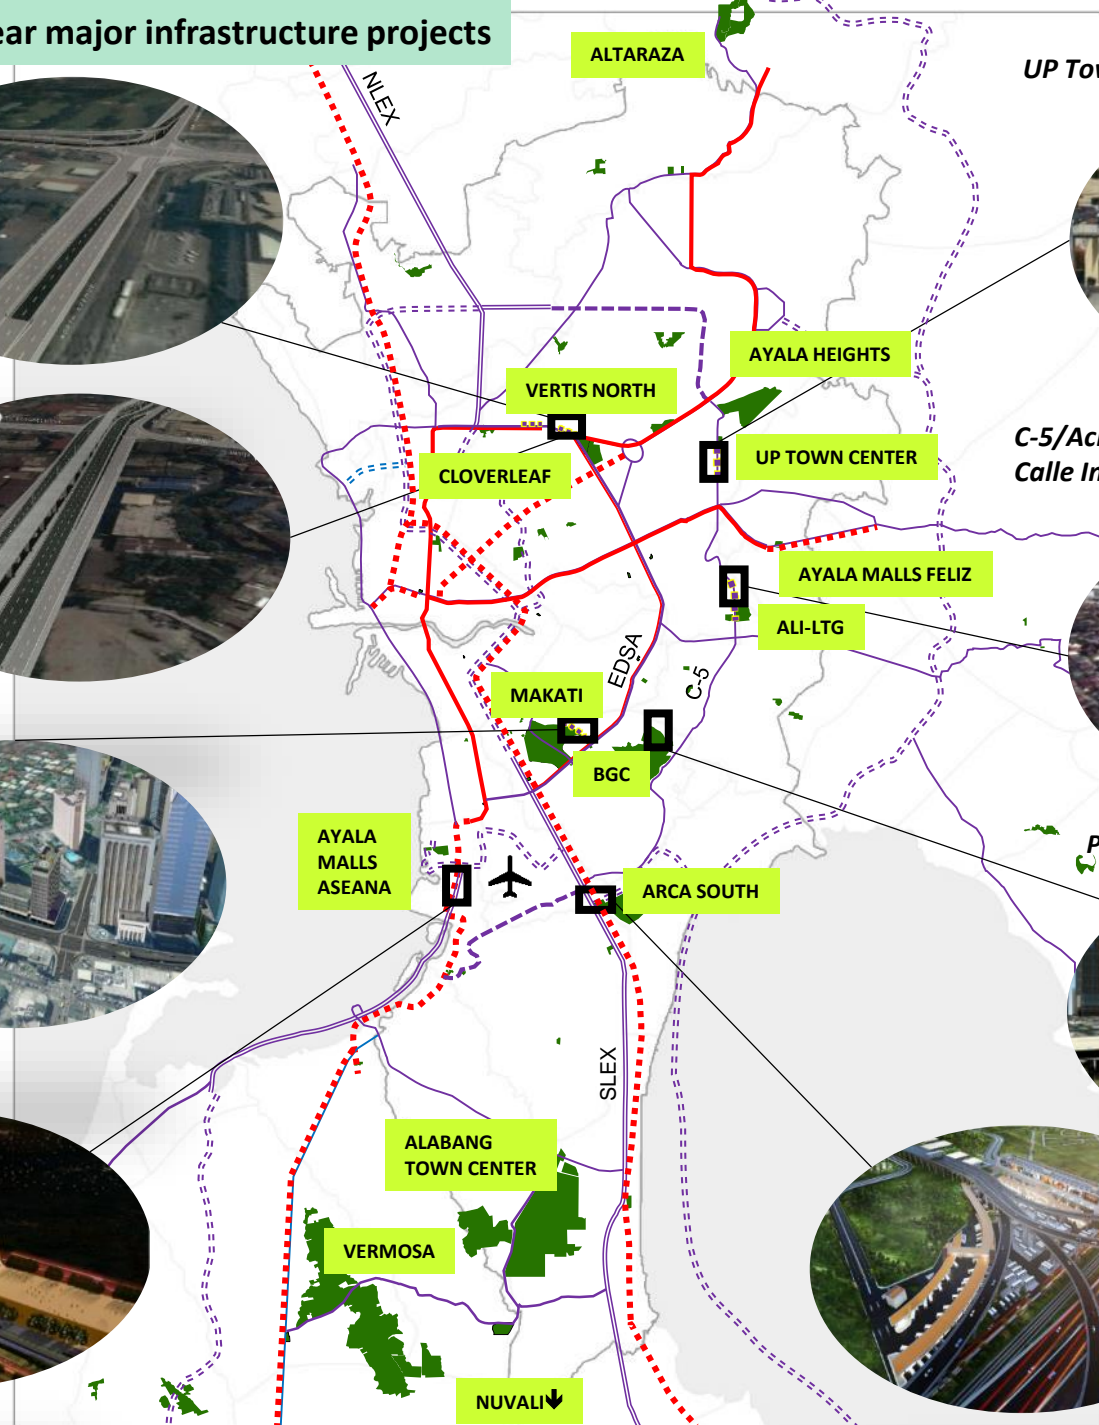 ear major infrastructure projects
ALTARAZA
UP Tov
NLEX
AYALA HEIGHTS
VERTIS NORTH
C-5/Ac
Calle In
UP TOWN CENTER
CLOVERLEAF
AYALA MALLS FELIZ
ALI-LTG
EDSA
C-5
MAKATI
BGC
AYALA
MALLS
ASEANA
P
ARCA SOUTH
SLEX
ALABANG
TOWN CENTER
VERMOSA
NUVALI